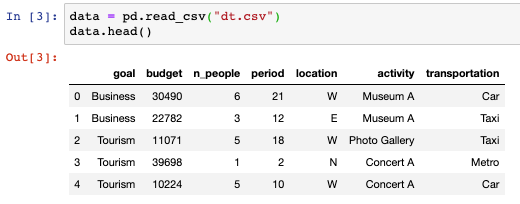 In [3]: data = pd.read_csv("dt.csv")
data.head()
Out[3]:
goal budget n_people period location activity transportation
0 Business 30490 6 21 W Museum A Car
1 Business 22782 3 12 E Museum A Taxi
2 Tourism 11071 5 18 W Photo Gallery Taxi
3 Tourism 39698 1 2 N Concert A Metro
4 Tourism 10224 5 10 W Concert A Car